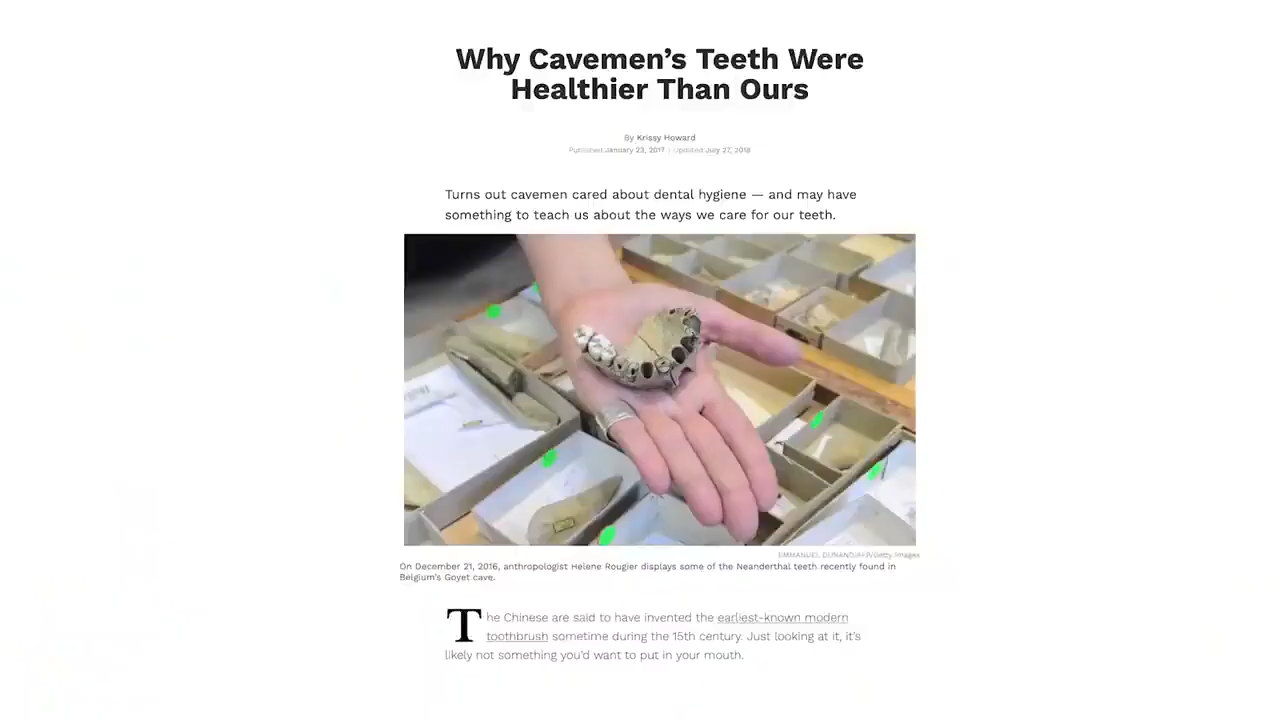 Why Cavemen's Teeth Were
Healthier Than Ours
By Krissy Howard
Published January 23, 2017 | Updated July 27, 2018
Turns out cavemen cared about dental hygiene — and may have
something to teach us about the ways we care for our teeth.
EMMANUEL DUNAND/AFP/Getty Images
On December 21, 2016, anthropologist Helene Rougier displays some of the Neanderthal teeth recently found in
Belgium's Goyet cave.
The Chinese are said to have invented the earliest-known modern
toothbrush sometime during the 15th century. Just looking at it, it's
likely not something you'd want to put in your mouth.